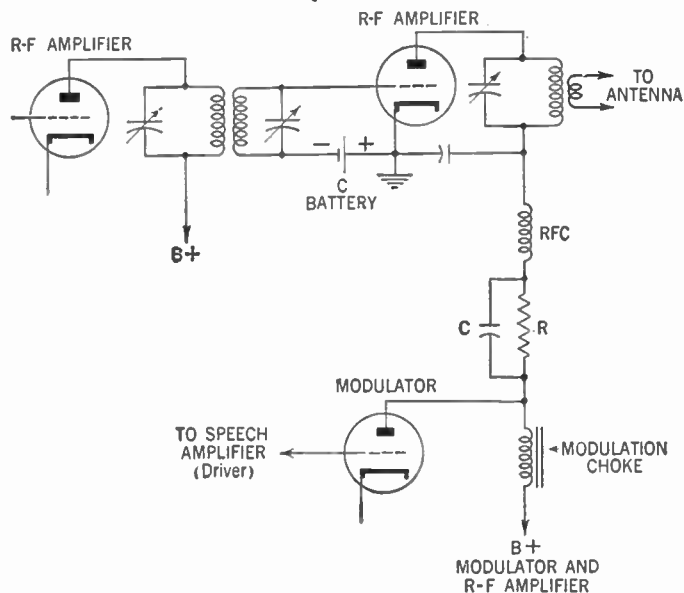 R-F AMPLIFIER
R-F AMPLIFIER
TO
ANTENNA
- +
C
BATTERY
B+
RFC
C
R
MODULATOR
TO SPEECH
AMPLIFIER
(Driver)
MODULATION
CHOKE
B+
MODULATOR AND
R-F AMPLIFIER